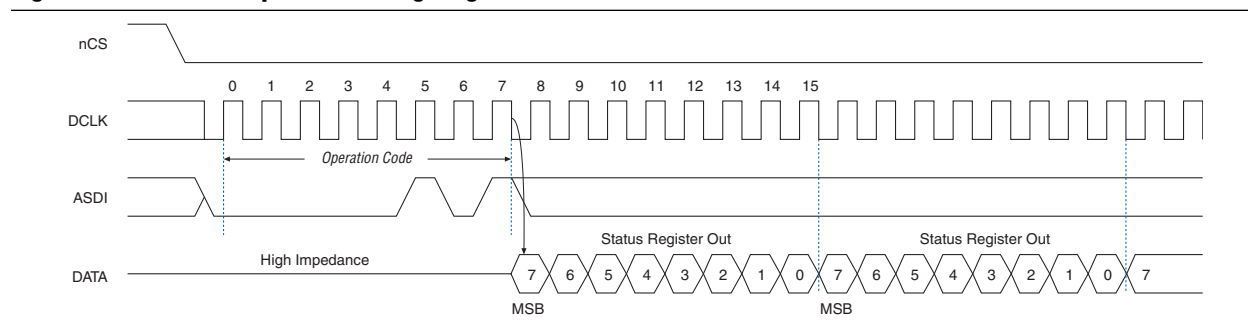 nCS
0 1 2 3 4 5 6 7 8 9 10 11 12 13 14 15
DCLK
Operation Code
ASDI
Status Register Out Status Register Out
High Impedance
DATA
7 6 5 4 3 2 1 0 7 6 5 4 3 2 1 0 7
MSB MSB